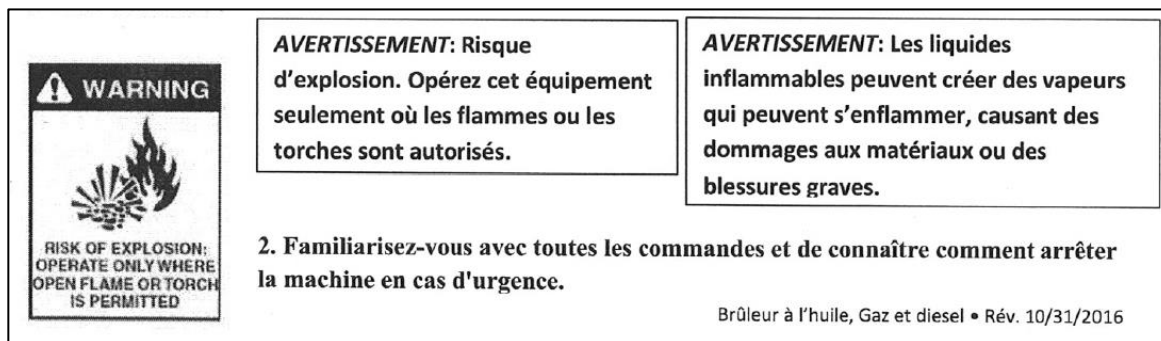 WARNING
RISK OF EXPLOSION:
OPERATE ONLY WHERE
OPEN FLAME OR TORCH
IS PERMITTED
AVERTISSEMENT: Risque
d’explosion. Opérez cet équipement
seulement où les flammes ou les
torches sont autorisés.
AVERTISSEMENT: Les liquides
inflammables peuvent créer des vapeurs
qui peuvent s’enflammer, causant des
dommages aux matériaux ou des
blessures graves.
2. Familiarisez-vous avec toutes les commandes et de connaître comment arrêter
la machine en cas d'urgence.
Brûleur à l’huile, Gaz et diesel • Rév. 10/31/2016